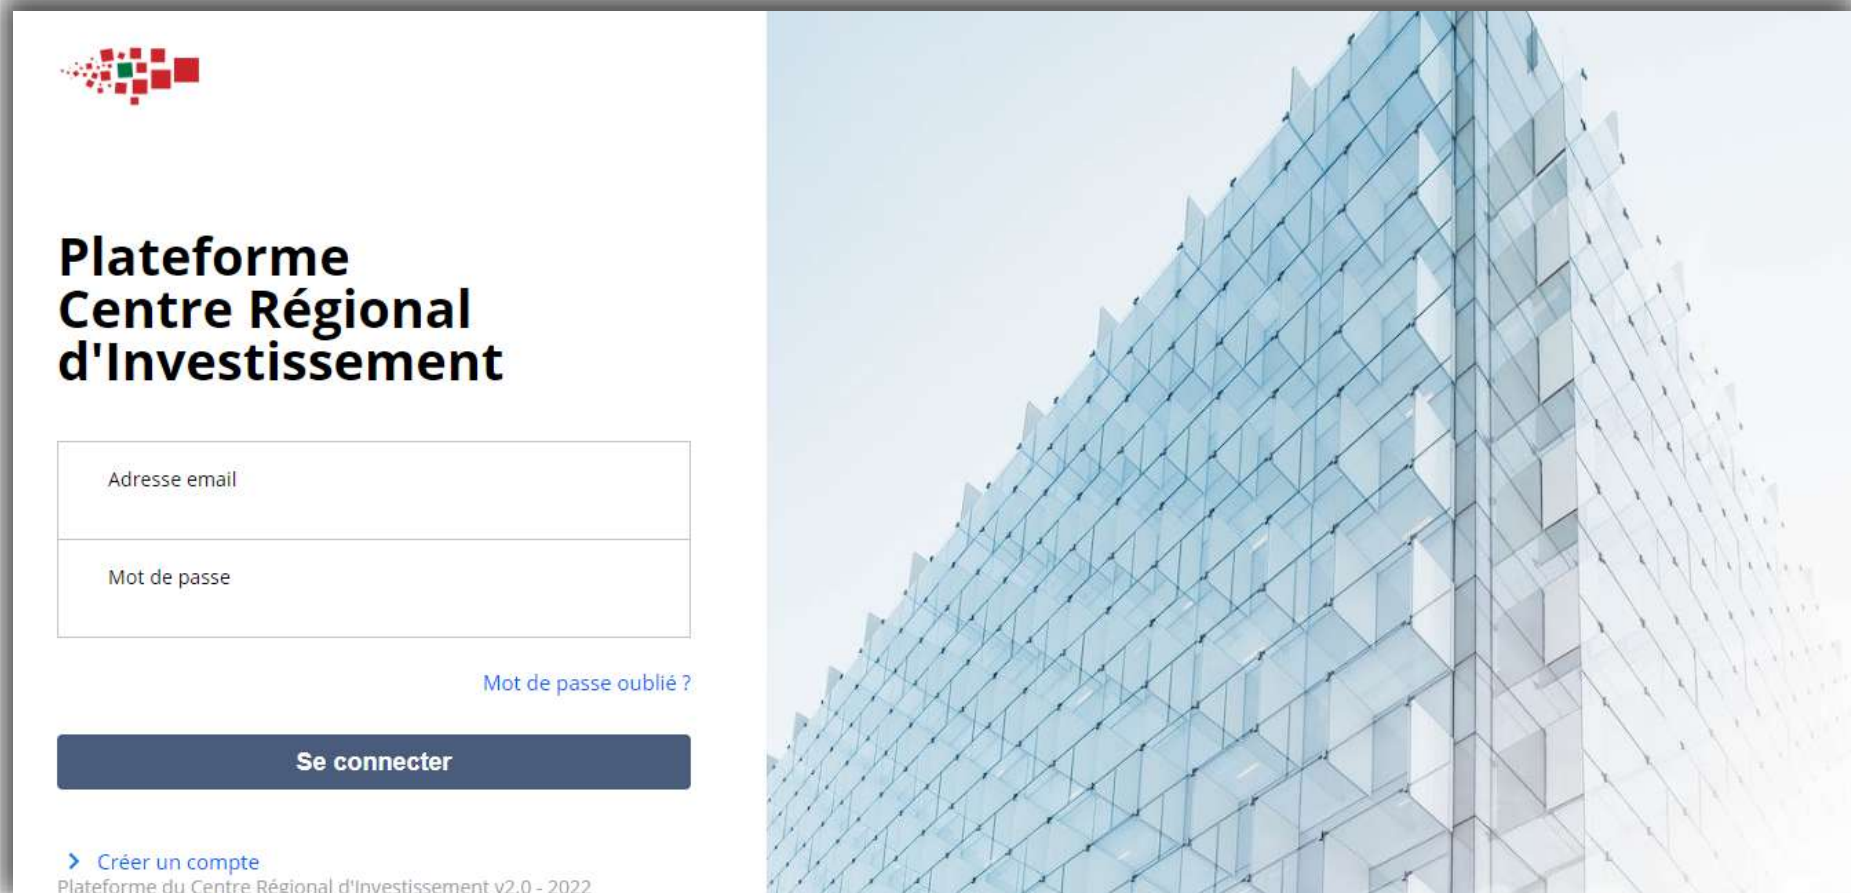 Plateforme
Centre Régional
d'Investissement
Adresse email
Mot de passe
Mot de passe oublié ?
Se connecter
Créer un compte
Plateforme du Centre Régional d'Investissement v2.0 - 2022